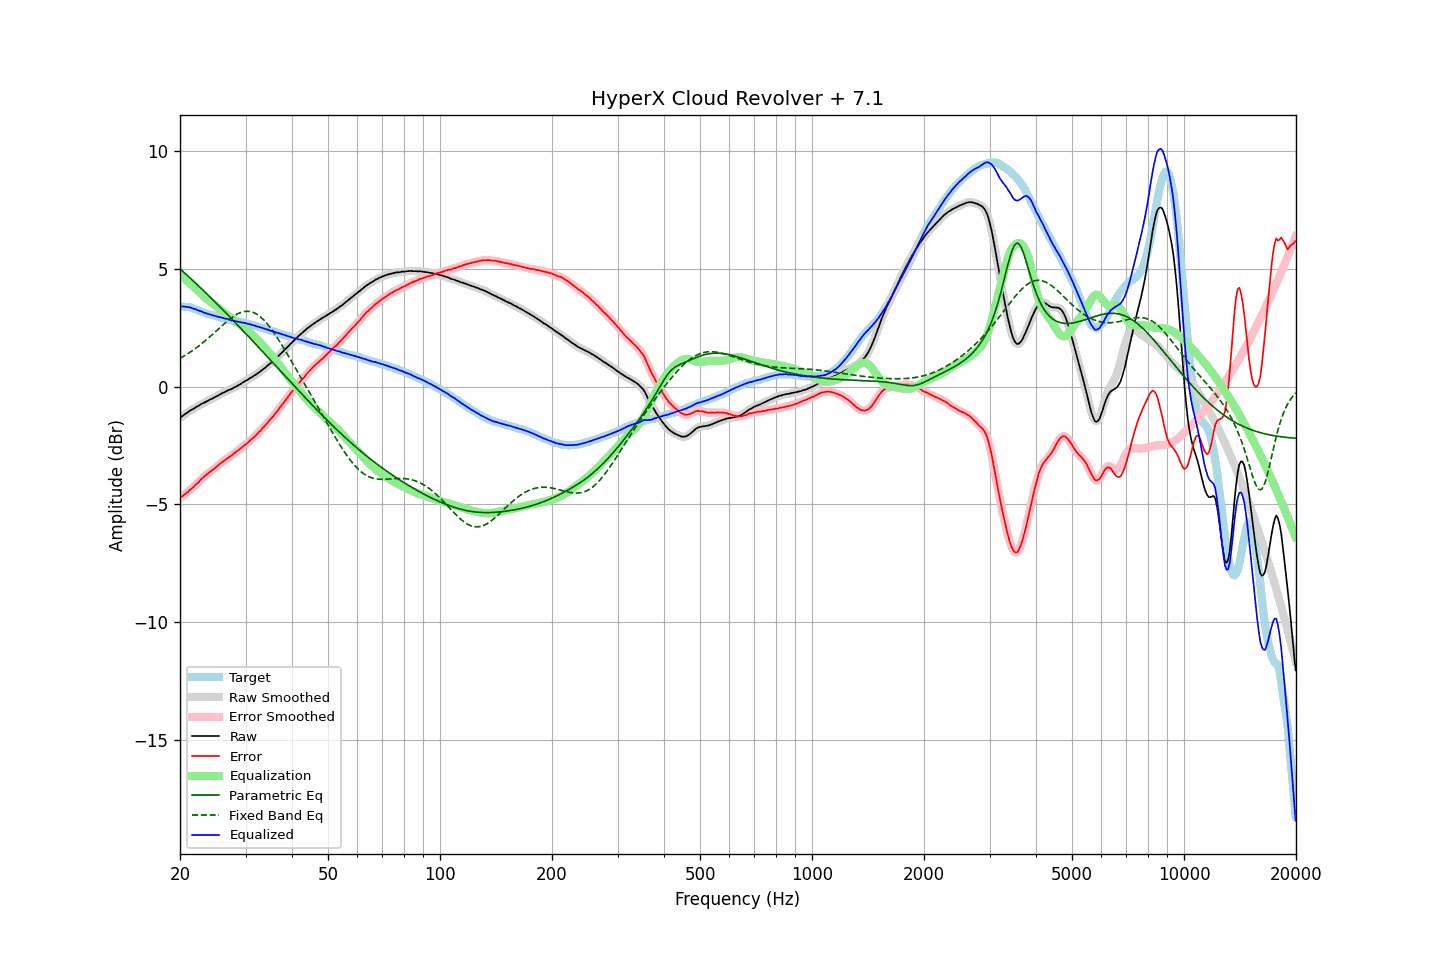 HyperX Cloud Revolver + 7.1
Amplitude (dBr)
10
5
0
−5
−10
−15
Target
Raw Smoothed
Error Smoothed
Raw
Error
Equalization
Parametric Eq
Fixed Band Eq
Equalized
20 50 100 200 500 1000 2000 5000 10000 20000
Frequency (Hz)